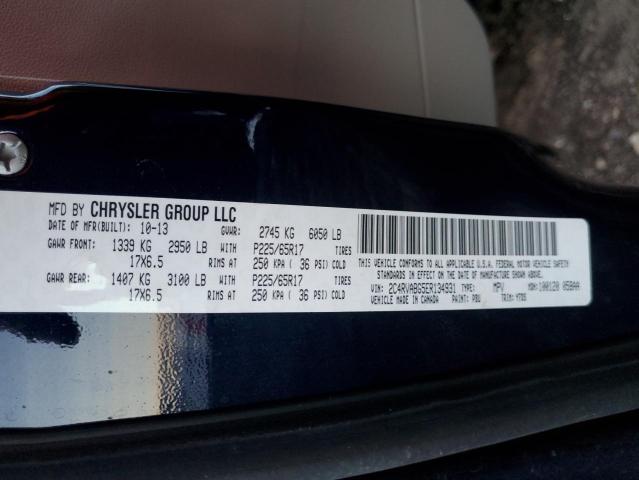 MFD BY CHRYSLER GROUP LLC
DATE OF MFR(BUILT): 10-13 GVWR: 2745 KG 6050 LB
GAWR FRONT: 1339 KG 2950 LB WITH P225/65R17 TIRES
17X6.5 RIMS AT 250 KPA ( 36 PSI) COLD
GAWR REAR: 1407 KG 3100 LB WITH P225/65R17 TIRES
17X6.5 RIMS AT 250 KPA ( 36 PSI) COLD
THIS VEHICLE CONFORMS TO ALL APPLICABLE U.S.A. FEDERAL MOTOR VEHICLE SAFETY
STANDARDS IN EFFECT ON THE DATE OF MANUFACTURE SHOWN ABOVE.
VIN: 2C4RVABG5ER134931 TYPE: MPV MDH: 100120 058AA
MADE IN CANADA PAINT: PBU TRIM: